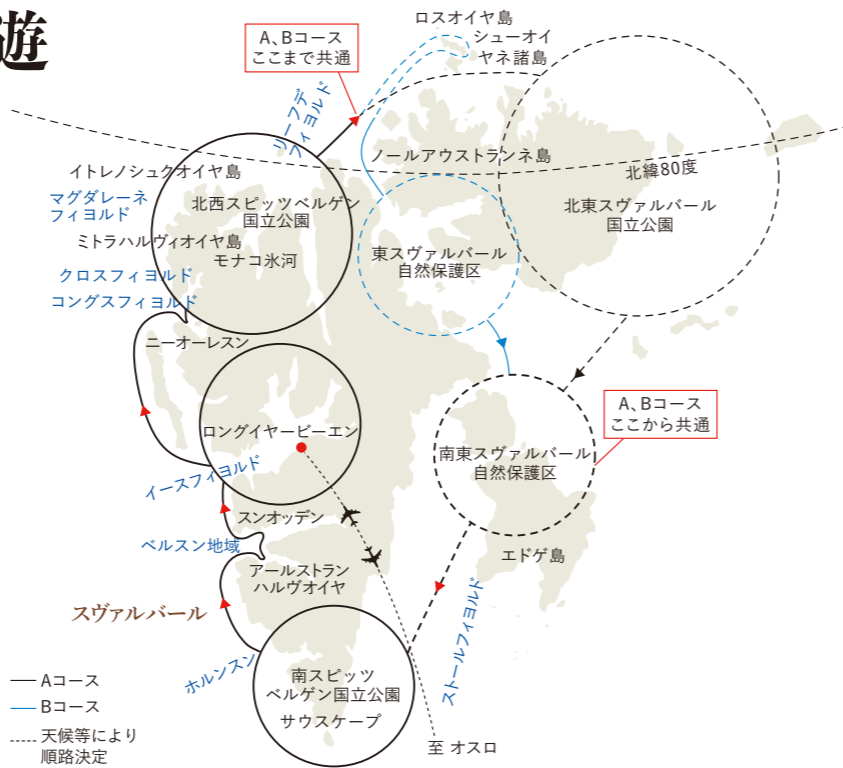 遊
ロスオイヤ島
シューオイ
ヤネ諸島
A、Bコース
ここまで共通
リーフデ
フィヨルド
ノールアウストランネ島
北緯80度
イトレノシュクオイヤ島
マグダレーネ
フィヨルド
北西スピッツベルゲン
国立公園
北東スヴァルバール
国立公園
ミトラハルヴィオイヤ島
モナコ氷河
東スヴァルバール
自然保護区
クロスフィヨルド
コングスフィヨルド
ニーオーレスン
A、Bコース
ここから共通
ロングイヤービーエン
南東スヴァルバール
自然保護区
イースフィヨルド
スンオッデン
ベルスン地域
エドゲ島
アールストラン
ハルヴオイヤ
スヴァルバール
ストールフィヨルド
ホルンスン
南スピッツ
ベルゲン国立公園
サウスケープ
Aコース
Bコース
天候等により
順路決定
至 オスロ